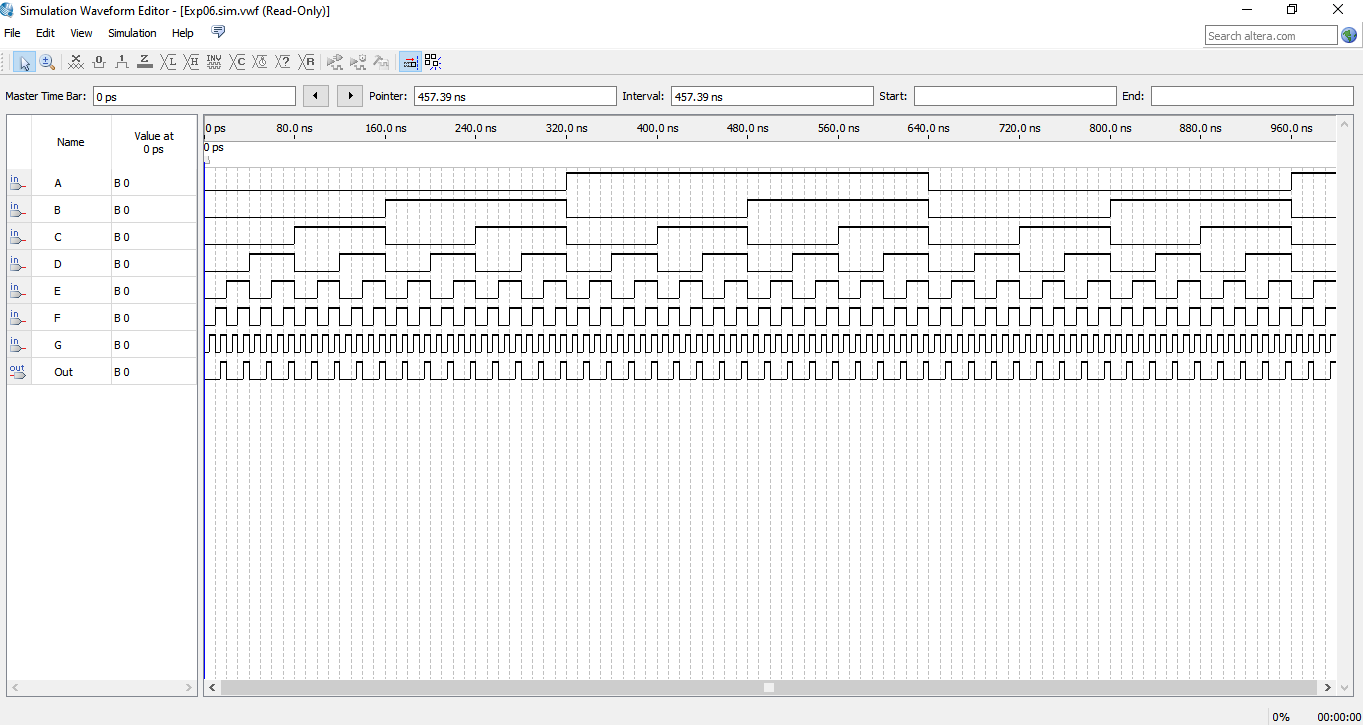 Simulation Waveform Editor - [Exp06.sim.vwf (Read-Only)]
File Edit View Simulation Help
Search altera.com
Master Time Bar: 0 ps Pointer: 457.39 ns Interval: 457.39 ns Start: End:
Name Value at 0 ps
0 ps 80.0 ns 160.0 ns 240.0 ns 320.0 ns 400.0 ns 480.0 ns 560.0 ns 640.0 ns 720.0 ns 800.0 ns 880.0 ns 960.0 ns
0 ps
in A B 0
in B B 0
in C B 0
in D B 0
in E B 0
in F B 0
in G B 0
out Out B 0
0% 00:00:00